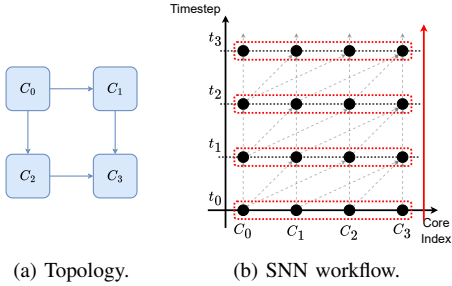 C₀
C₁
C₂
C₃
(a) Topology.
Timestep
t₃
t₂
t₁
t₀
C₀ C₁ C₂ C₃
Core
Index
(b) SNN workflow.